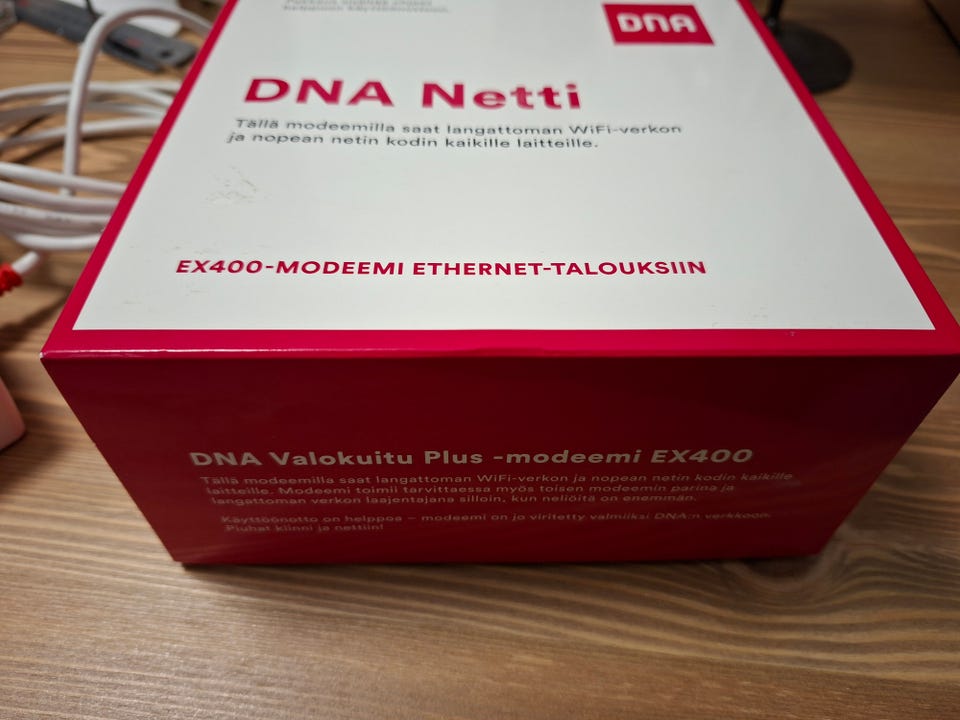 DNA
DNA Netti
Tällä modeemilla saat langattoman WiFi-verkon
ja nopean netin kodin kaikille laitteille.
EX400-MODEEMI ETHERNET-TALOUKSIIN
DNA Valokuitu Plus -modeemi EX400
Tällä modeemilla saat langattoman WiFi-verkon ja nopean netin kodin kaikille
laitteille. Modeemi toimii tarvittaessa myös toisen modeemin parina ja
langattoman verkon laajentajana silloin, kun neliöitä on enemmän.
Käyttöönotto on helppoa – modeemi on jo viritetty valmiiksi DNA:n verkkoon.
Piuhat kiinni ja nettiin!